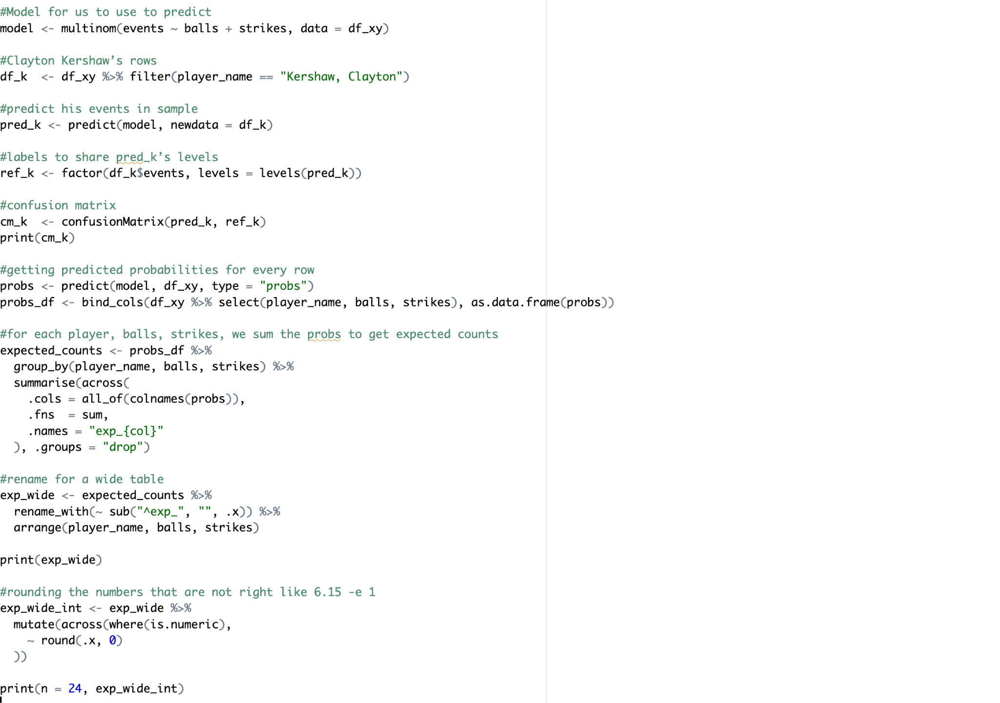 #Model for us to use to predict
model <- multinom(events ~ balls + strikes, data = df_xy)
#Clayton Kershaw’s rows
df_k  <- df_xy %>% filter(player_name == "Kershaw, Clayton")
#predict his events in sample
pred_k <- predict(model, newdata = df_k)
#labels to share pred_k’s levels
ref_k <- factor(df_k$events, levels = levels(pred_k))
#confusion matrix
cm_k  <- confusionMatrix(pred_k, ref_k)
print(cm_k)
#getting predicted probabilities for every row
probs <- predict(model, df_xy, type = "probs")
probs_df <- bind_cols(df_xy %>% select(player_name, balls, strikes), as.data.frame(probs))
#for each player, balls, strikes, we sum the probs to get expected counts
expected_counts <- probs_df %>%
  group_by(player_name, balls, strikes) %>%
  summarise(across(
    .cols = all_of(colnames(probs)),
    .fns  = sum,
    .names = "exp_{col}"
  ), .groups = "drop")
#rename for a wide table
exp_wide <- expected_counts %>%
  rename_with(~ sub("^exp_", "", .x)) %>%
  arrange(player_name, balls, strikes)
print(exp_wide)
#rounding the numbers that are not right like 6.15 -e 1
exp_wide_int <- exp_wide %>%
  mutate(across(where(is.numeric),
    ~ round(.x, 0)
  ))
print(n = 24, exp_wide_int)